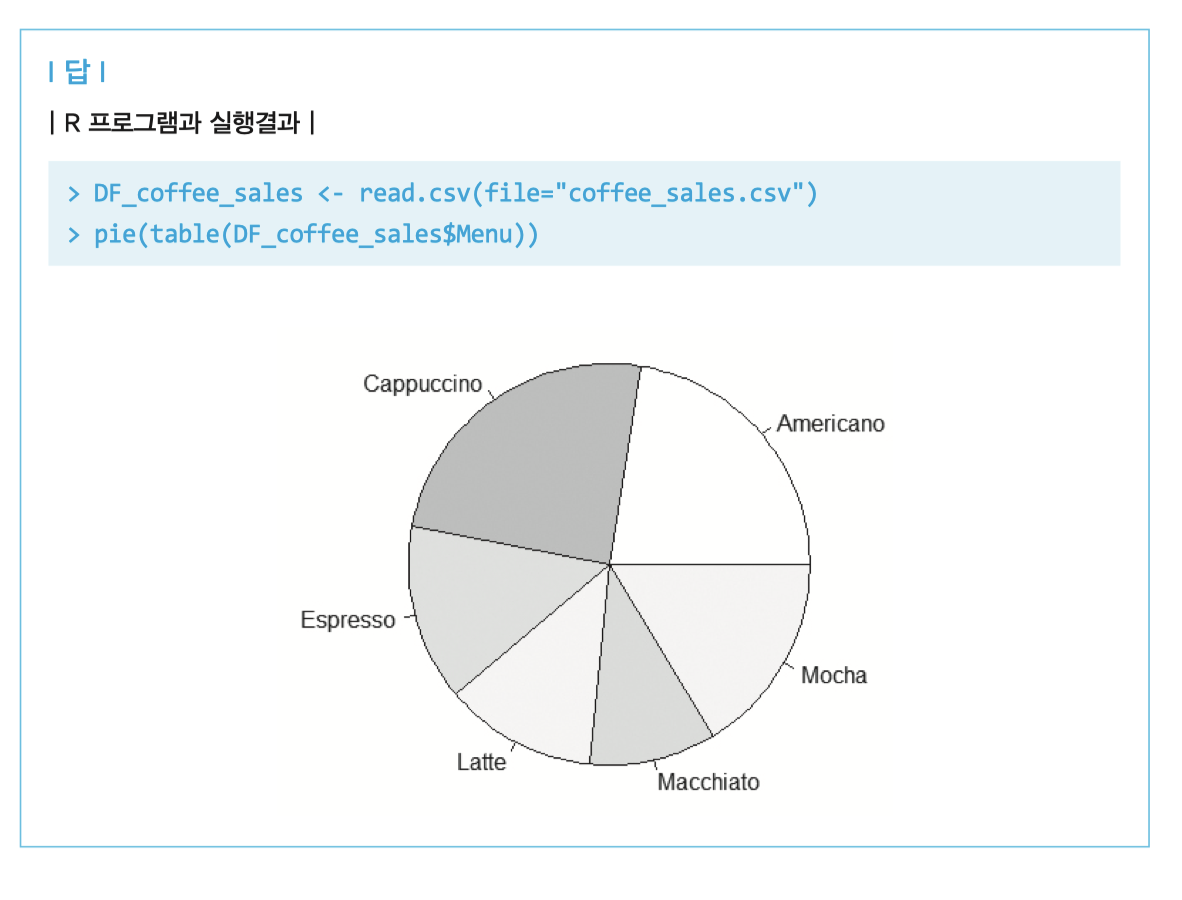 | 답 |
| R 프로그램과 실행결과 |
> DF_coffee_sales <- read.csv(file="coffee_sales.csv")
> pie(table(DF_coffee_sales$Menu))
Cappuccino
Americano
Espresso
Mocha
Latte
Macchiato